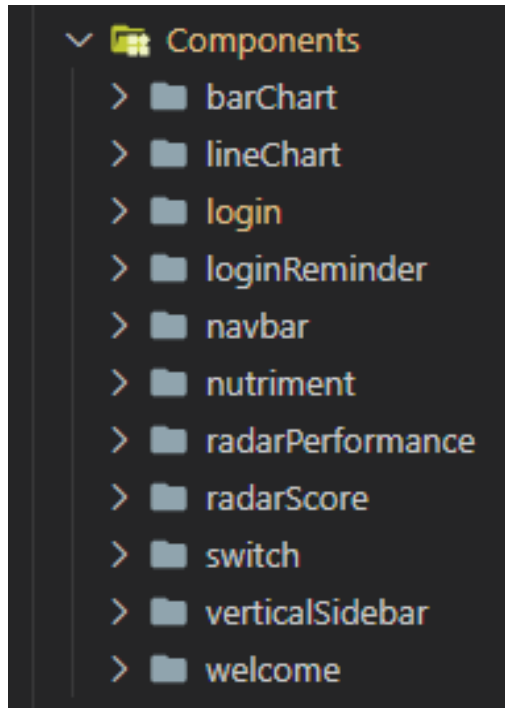 Components
barChart
lineChart
login
loginReminder
navbar
nutriment
radarPerformance
radarScore
switch
verticalSidebar
welcome